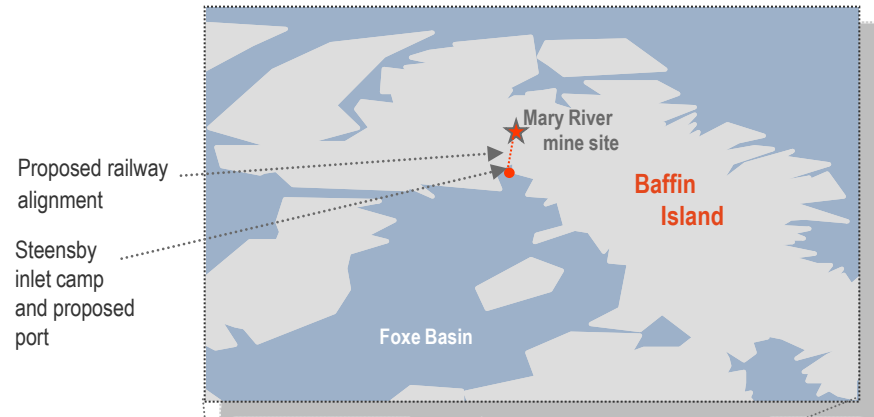 Mary River
mine site
Proposed railway
alignment
Baffin
Island
Steensby
inlet camp
and proposed
port
Foxe Basin